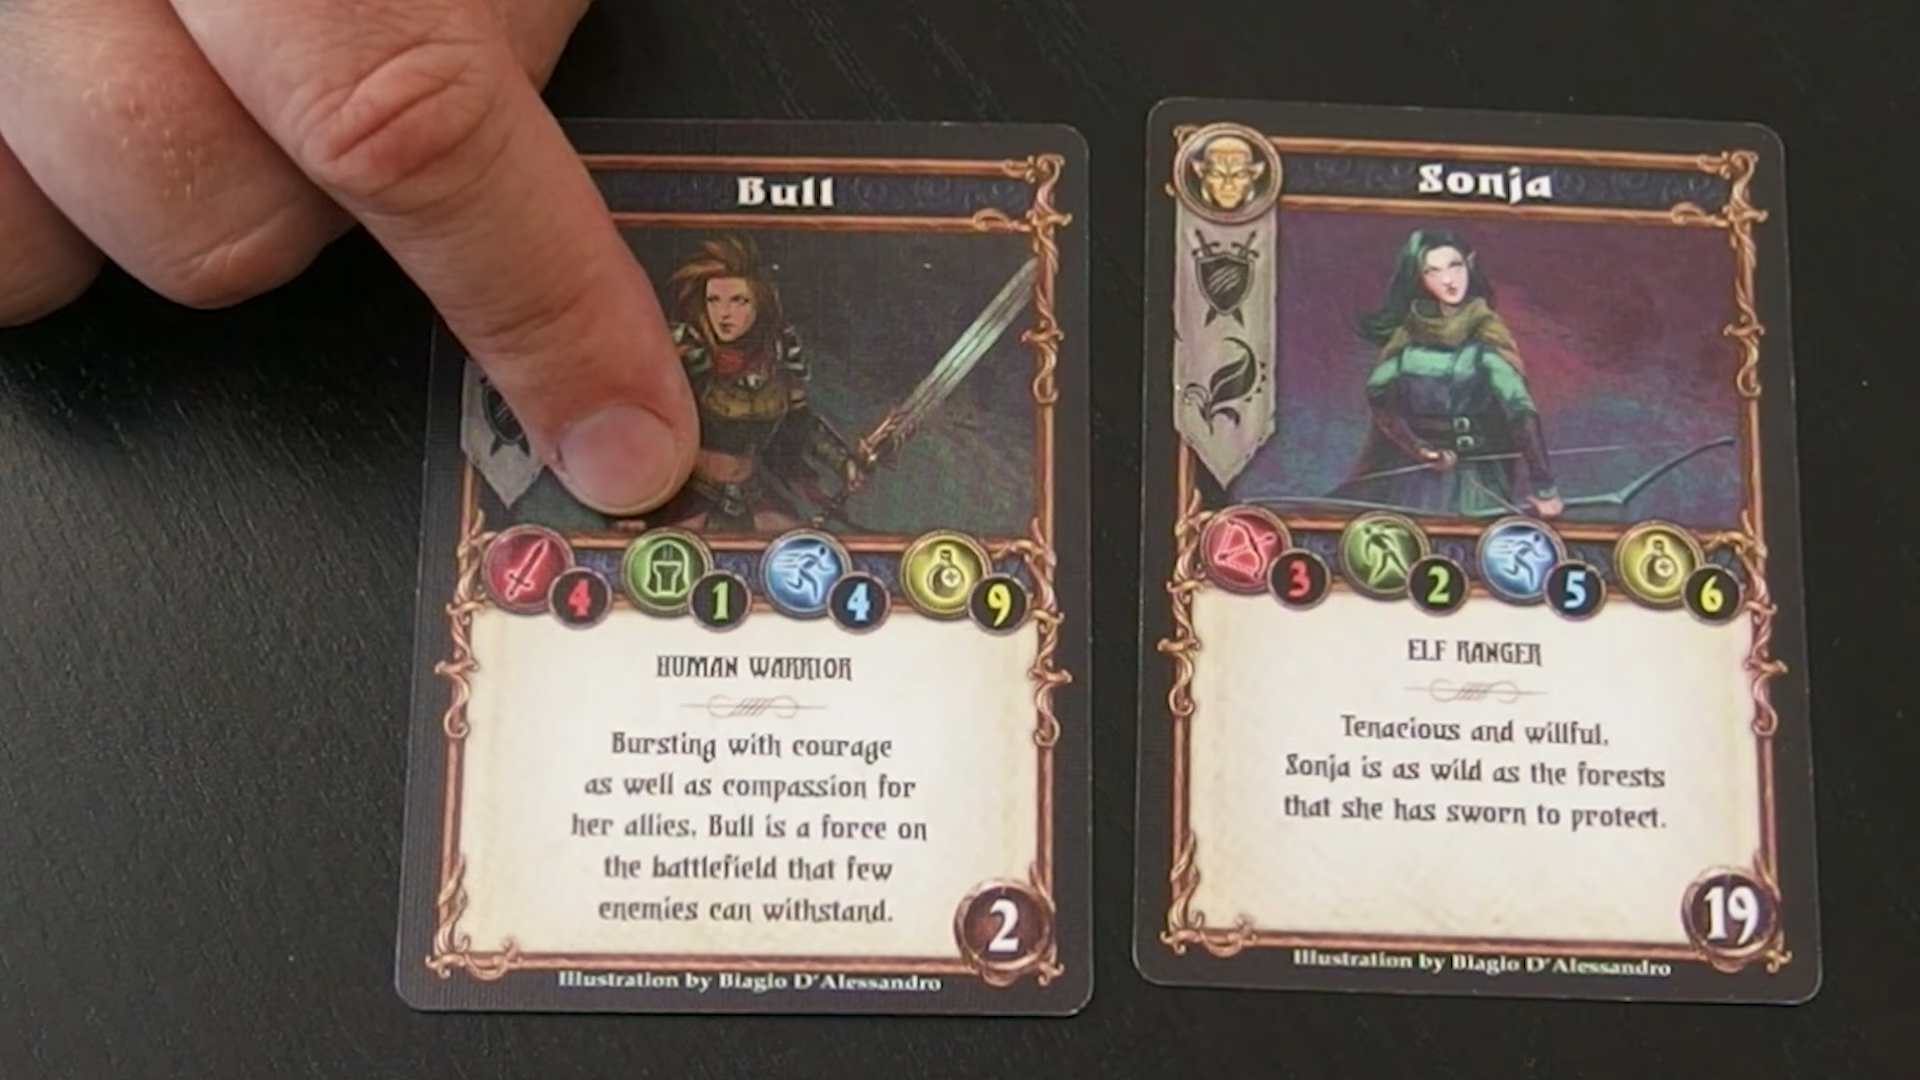 Bull
4 1 4 9
HUMAN WARRIOR
Bursting with courage
as well as compassion for
her allies, Bull is a force on
the battlefield that few
enemies can withstand.
2
Illustration by Biagio D'Alessandro
Sonja
3 2 5 6
ELF RANGER
Tenacious and willful,
Sonja is as wild as the forests
that she has sworn to protect.
19
Illustration by Biagio D'Alessandro